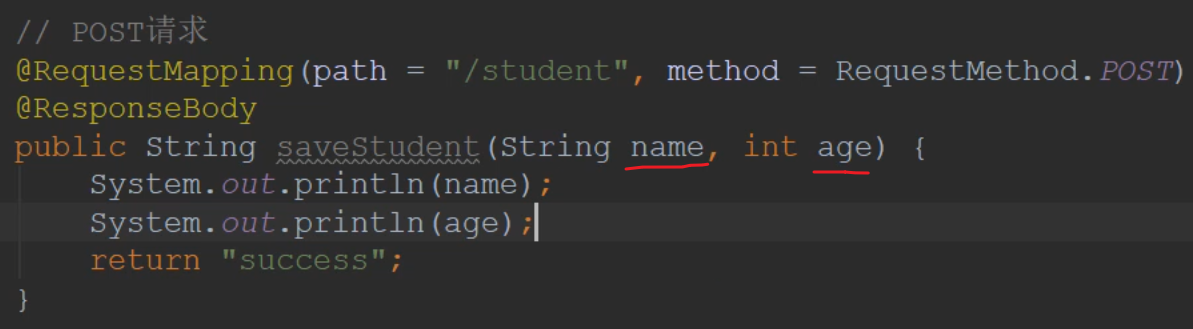 // POST请求
@RequestMapping(path = "/student", method = RequestMethod.POST)
@ResponseBody
public String saveStudent(String name, int age) {
    System.out.println(name);
    System.out.println(age);
    return "success";
}